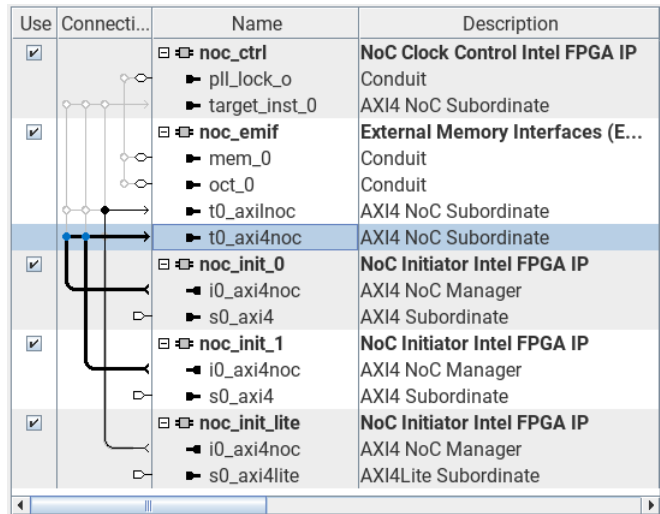 Use Connecti... Name Description
noc_ctrl NoC Clock Control Intel FPGA IP
pll_lock_o Conduit
target_inst_0 AXI4 NoC Subordinate
noc_emif External Memory Interfaces (E...
mem_0 Conduit
oct_0 Conduit
t0_axilnoc AXI4 NoC Subordinate
t0_axi4noc AXI4 NoC Subordinate
noc_init_0 NoC Initiator Intel FPGA IP
i0_axi4noc AXI4 NoC Manager
s0_axi4 AXI4 Subordinate
noc_init_1 NoC Initiator Intel FPGA IP
i0_axi4noc AXI4 NoC Manager
s0_axi4 AXI4 Subordinate
noc_init_lite NoC Initiator Intel FPGA IP
i0_axi4noc AXI4 NoC Manager
s0_axi4lite AXI4Lite Subordinate